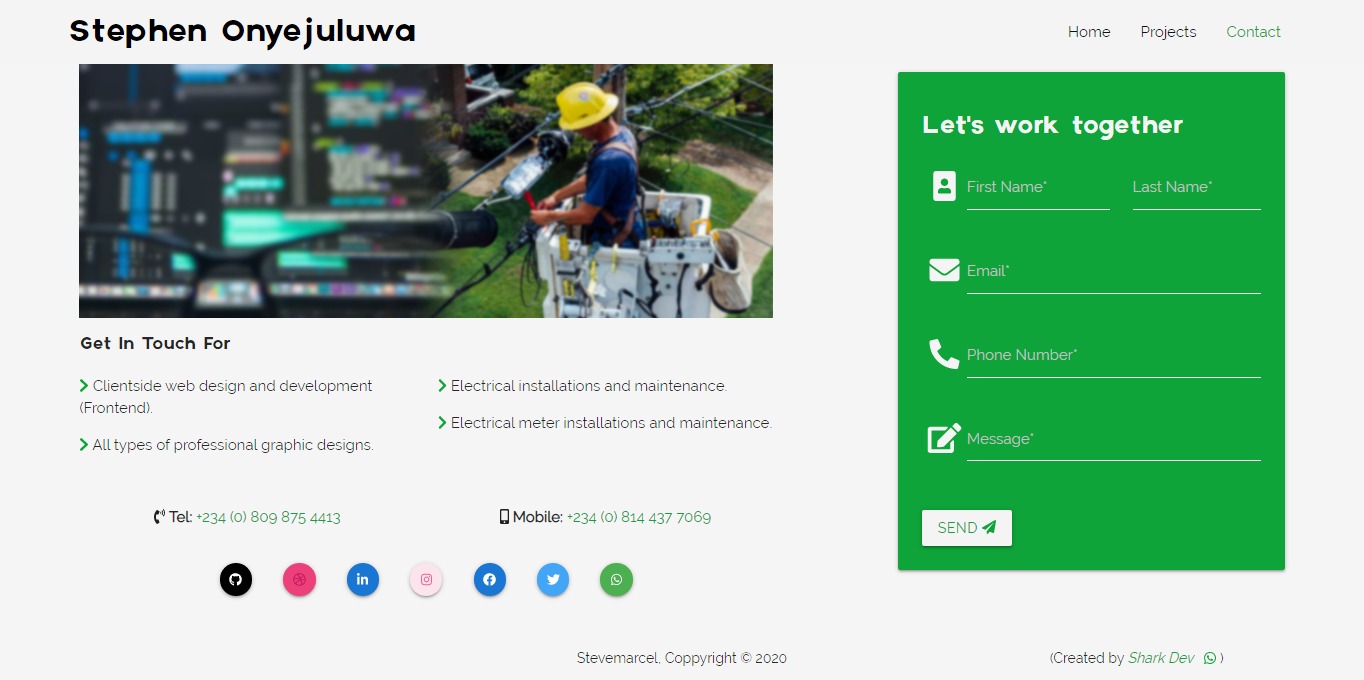 Stephen Onyejuluwa
Home Projects Contact
Let's work together
First Name* Last Name*
Email*
Phone Number*
Message*
SEND
Get In Touch For
Clientside web design and development
(Frontend).
All types of professional graphic designs.
Electrical installations and maintenance.
Electrical meter installations and maintenance.
Tel: +234 (0) 809 875 4413
Mobile: +234 (0) 814 437 7069
Stevemarcel, Coppyright © 2020
(Created by Shark Dev )